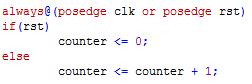 always@(posedge clk or posedge rst)
if(rst)
counter <= 0;
else
counter <= counter + 1;